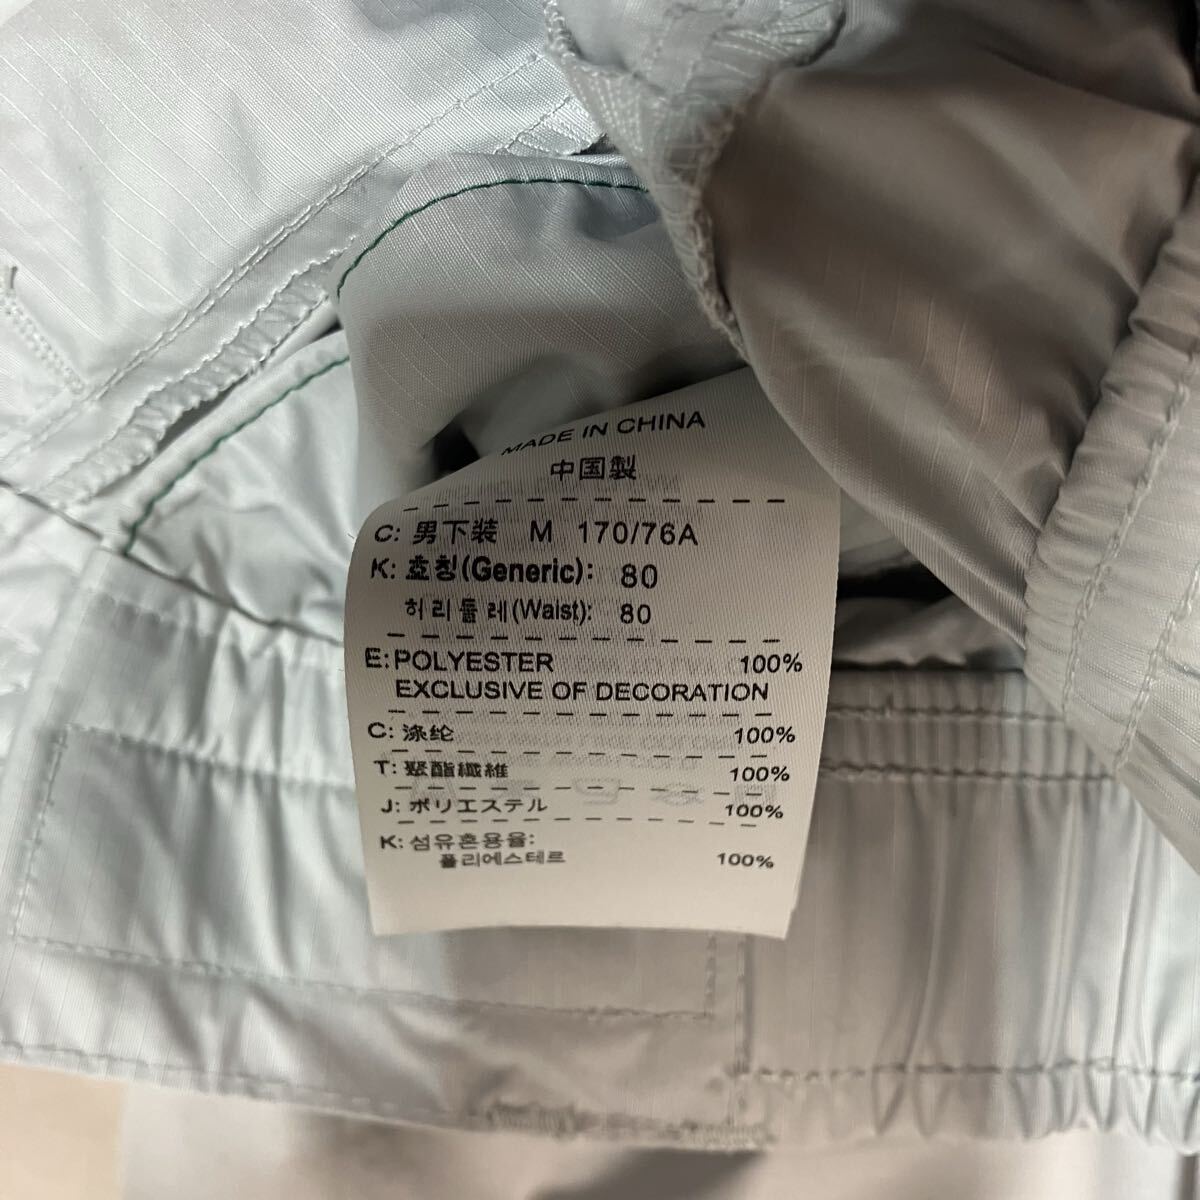 MADE IN CHINA
中国製
C: 男下装 M 170/76A
K: 호칭(Generic): 80
허리둘레(Waist): 80
E: POLYESTER 100%
EXCLUSIVE OF DECORATION
C: 涤纶 100%
T: 聚酯纖維 100%
J: ポリエステル 100%
K: 섬유혼용율:
폴리에스테르 100%